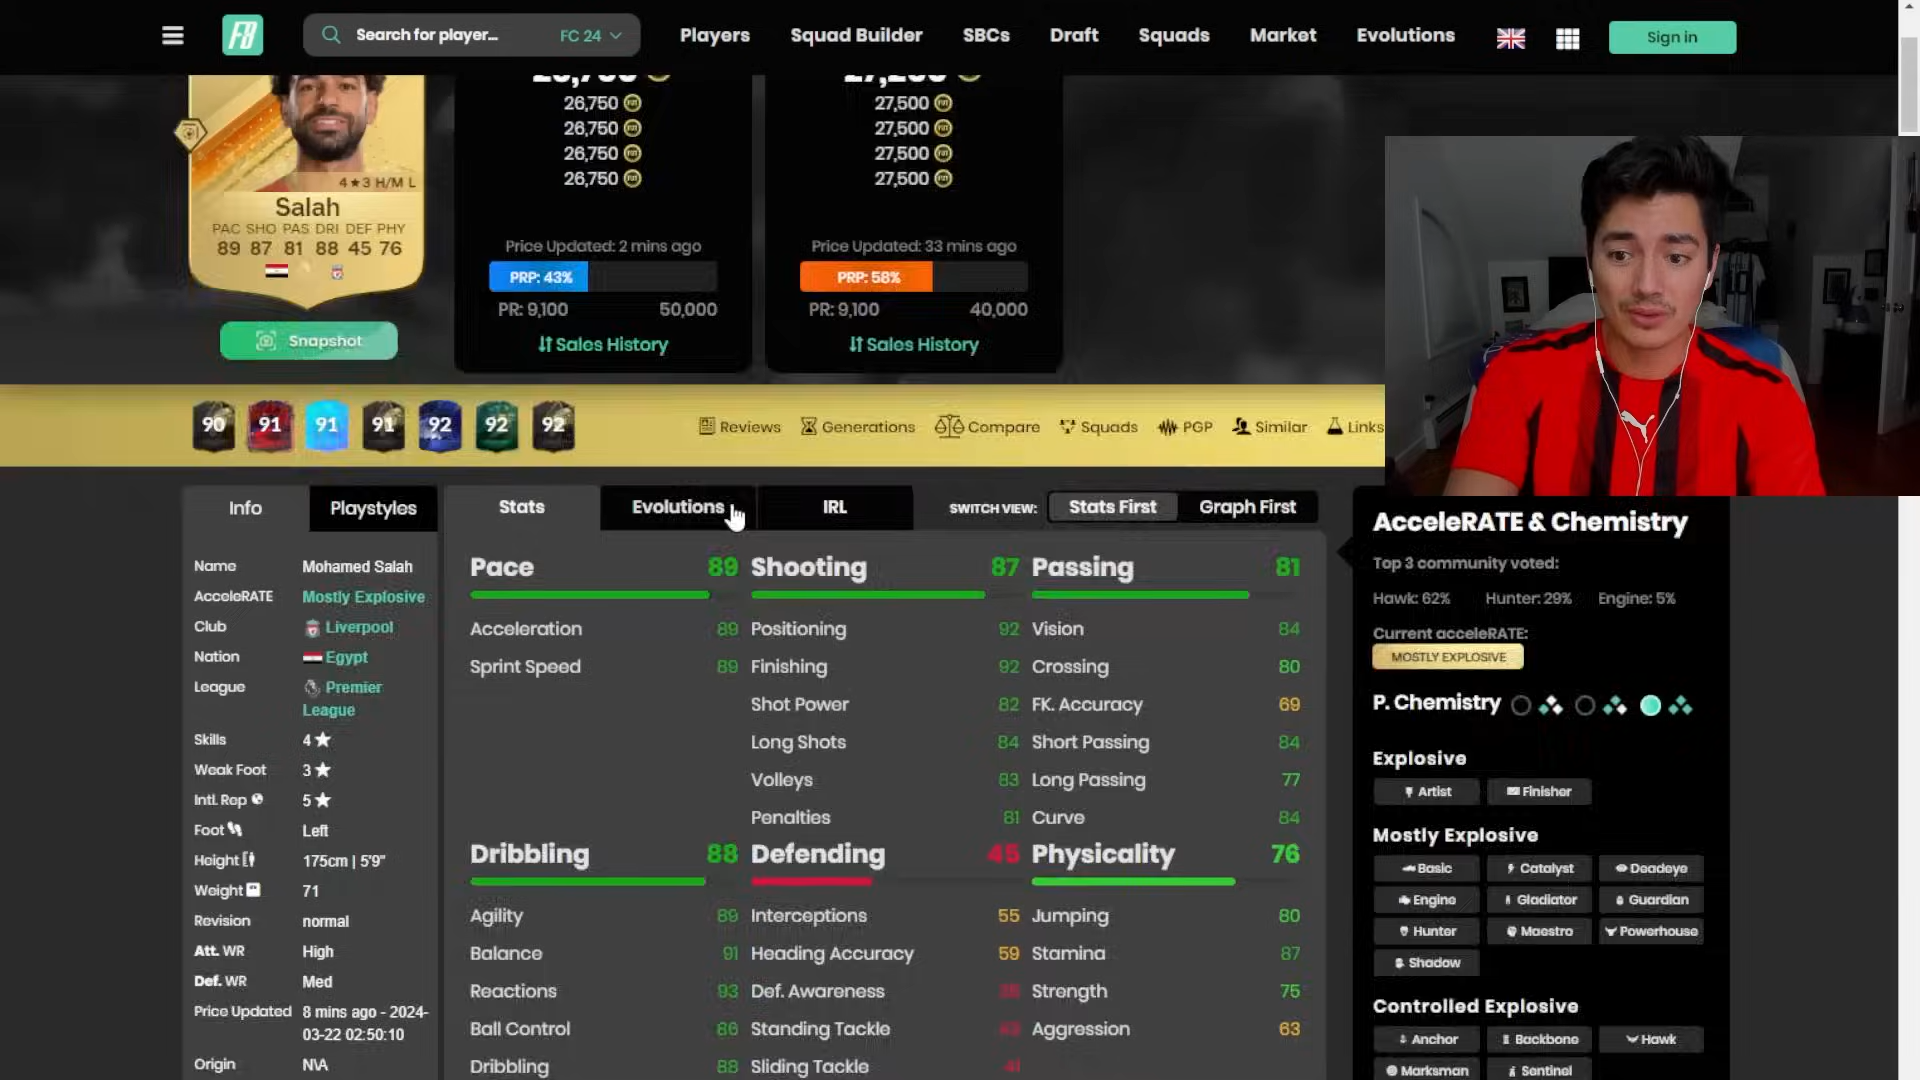 F8
Search for player...
FC 24
Players
Squad Builder
SBCs
Draft
Squads
Market
Evolutions
Sign in
4★3 H/M L
Salah
PAC SHO PAS DRI DEF PHY
89 87 81 88 45 76
Snapshot
26,750
26,750
26,750
26,750
Price Updated: 2 mins ago
PRP: 43%
PR: 9,100
50,000
Sales History
27,500
27,500
27,500
27,500
Price Updated: 33 mins ago
PRP: 58%
PR: 9,100
40,000
Sales History
90 91 91 91 92 92 92
Reviews
Generations
Compare
Squads
PGP
Similar
Links
Info
Playstyles
Stats
Evolutions
IRL
SWITCH VIEW:
Stats First
Graph First
Name Mohamed Salah
AcceleRATE Mostly Explosive
Club Liverpool
Nation Egypt
League Premier
League
Skills 4★
Weak Foot 3★
Intl. Rep 5★
Foot Left
Height 175cm | 5'9"
Weight 71
Revision normal
Att. WR High
Def. WR Med
Price Updated 8 mins ago - 2024-
03-22 02:50:10
Origin N\A
Pace 89
Acceleration 89
Sprint Speed 89
Shooting 87
Positioning 92
Finishing 92
Shot Power 82
Long Shots 84
Volleys 83
Penalties 81
Passing 81
Vision 84
Crossing 80
FK. Accuracy 69
Short Passing 84
Long Passing 77
Curve 84
Dribbling 88
Agility 89
Balance 91
Reactions 93
Ball Control 86
Dribbling 88
Defending 45
Interceptions 55
Heading Accuracy 59
Def. Awareness
Standing Tackle
Sliding Tackle 41
Physicality 76
Jumping 80
Stamina 87
Strength 75
Aggression 63
AcceleRATE & Chemistry
Top 3 community voted:
Hawk: 62% Hunter: 29% Engine: 5%
Current acceleRATE:
MOSTLY EXPLOSIVE
P. Chemistry
Explosive
Artist Finisher
Mostly Explosive
Basic Catalyst Deadeye
Engine Gladiator Guardian
Hunter Maestro Powerhouse
Shadow
Controlled Explosive
Anchor Backbone Hawk
Marksman Sentinel